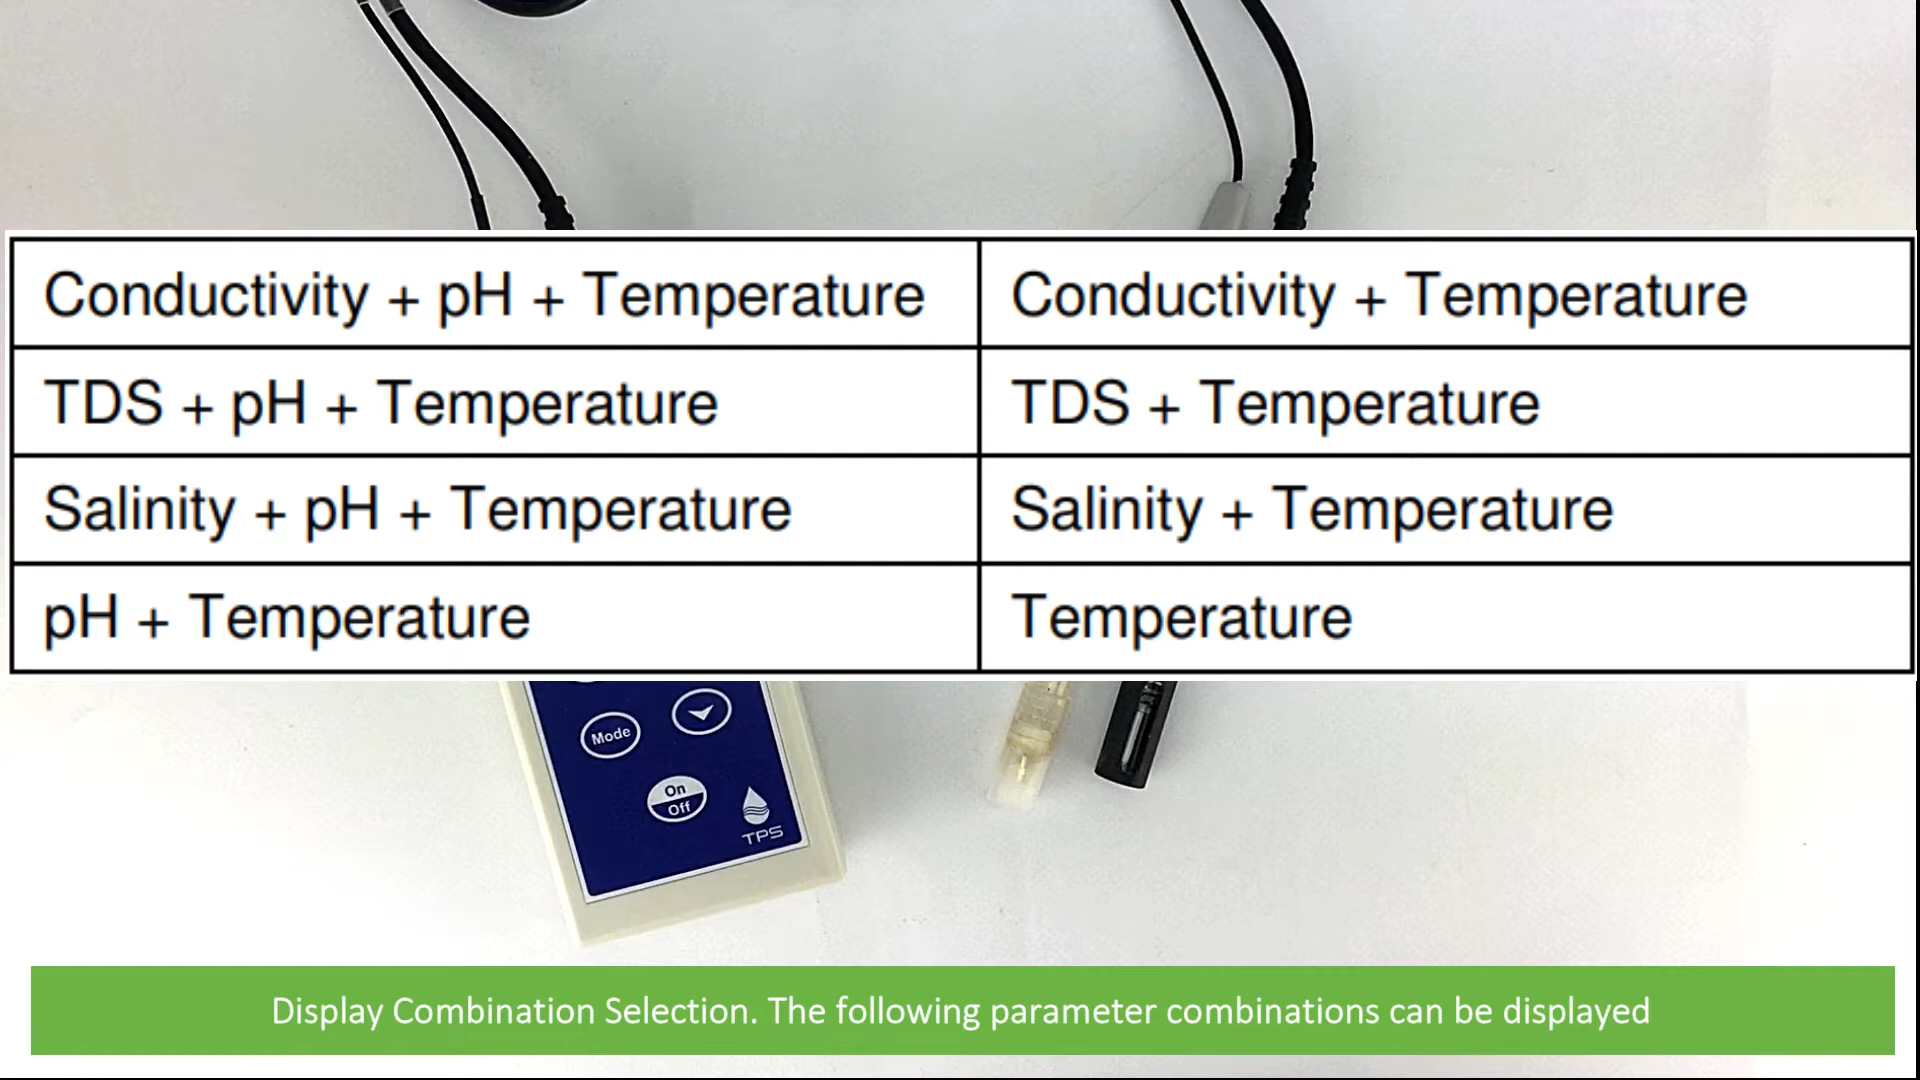 Conductivity + pH + Temperature
Conductivity + Temperature
TDS + pH + Temperature
TDS + Temperature
Salinity + pH + Temperature
Salinity + Temperature
pH + Temperature
Temperature
Mode
On
Off
TPS
Display Combination Selection. The following parameter combinations can be displayed